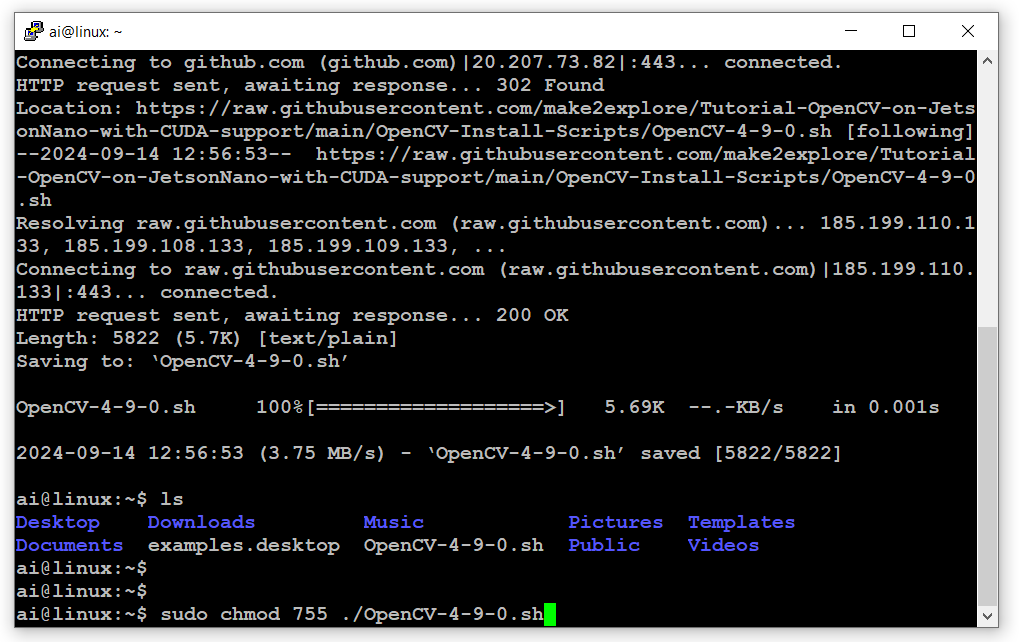 ai@linux: ~
Connecting to github.com (github.com)|20.207.73.82|:443... connected.
HTTP request sent, awaiting response... 302 Found
Location: https://raw.githubusercontent.com/make2explore/Tutorial-OpenCV-on-Jets
onNano-with-CUDA-support/main/OpenCV-Install-Scripts/OpenCV-4-9-0.sh [following]
--2024-09-14 12:56:53--  https://raw.githubusercontent.com/make2explore/Tutorial
-OpenCV-on-JetsonNano-with-CUDA-support/main/OpenCV-Install-Scripts/OpenCV-4-9-0
.sh
Resolving raw.githubusercontent.com (raw.githubusercontent.com)... 185.199.110.1
33, 185.199.108.133, 185.199.109.133, ...
Connecting to raw.githubusercontent.com (raw.githubusercontent.com)|185.199.110.
133|:443... connected.
HTTP request sent, awaiting response... 200 OK
Length: 5822 (5.7K) [text/plain]
Saving to: ‘OpenCV-4-9-0.sh’
OpenCV-4-9-0.sh     100%[===================>]   5.69K  --.-KB/s    in 0.001s
2024-09-14 12:56:53 (3.75 MB/s) - ‘OpenCV-4-9-0.sh’ saved [5822/5822]
ai@linux:~$ ls
Desktop    Downloads         Music            Pictures  Templates
Documents  examples.desktop  OpenCV-4-9-0.sh  Public    Videos
ai@linux:~$
ai@linux:~$
ai@linux:~$ sudo chmod 755 ./OpenCV-4-9-0.sh